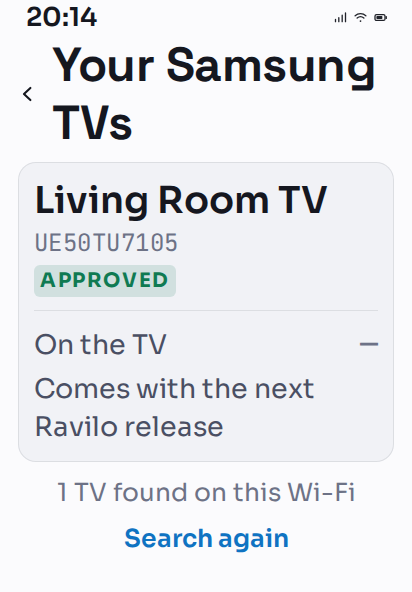 20:14
Your Samsung
TVs
Living Room TV
UE50TU7105
APPROVED
On the TV —
Comes with the next
Ravilo release
1 TV found on this Wi-Fi
Search again